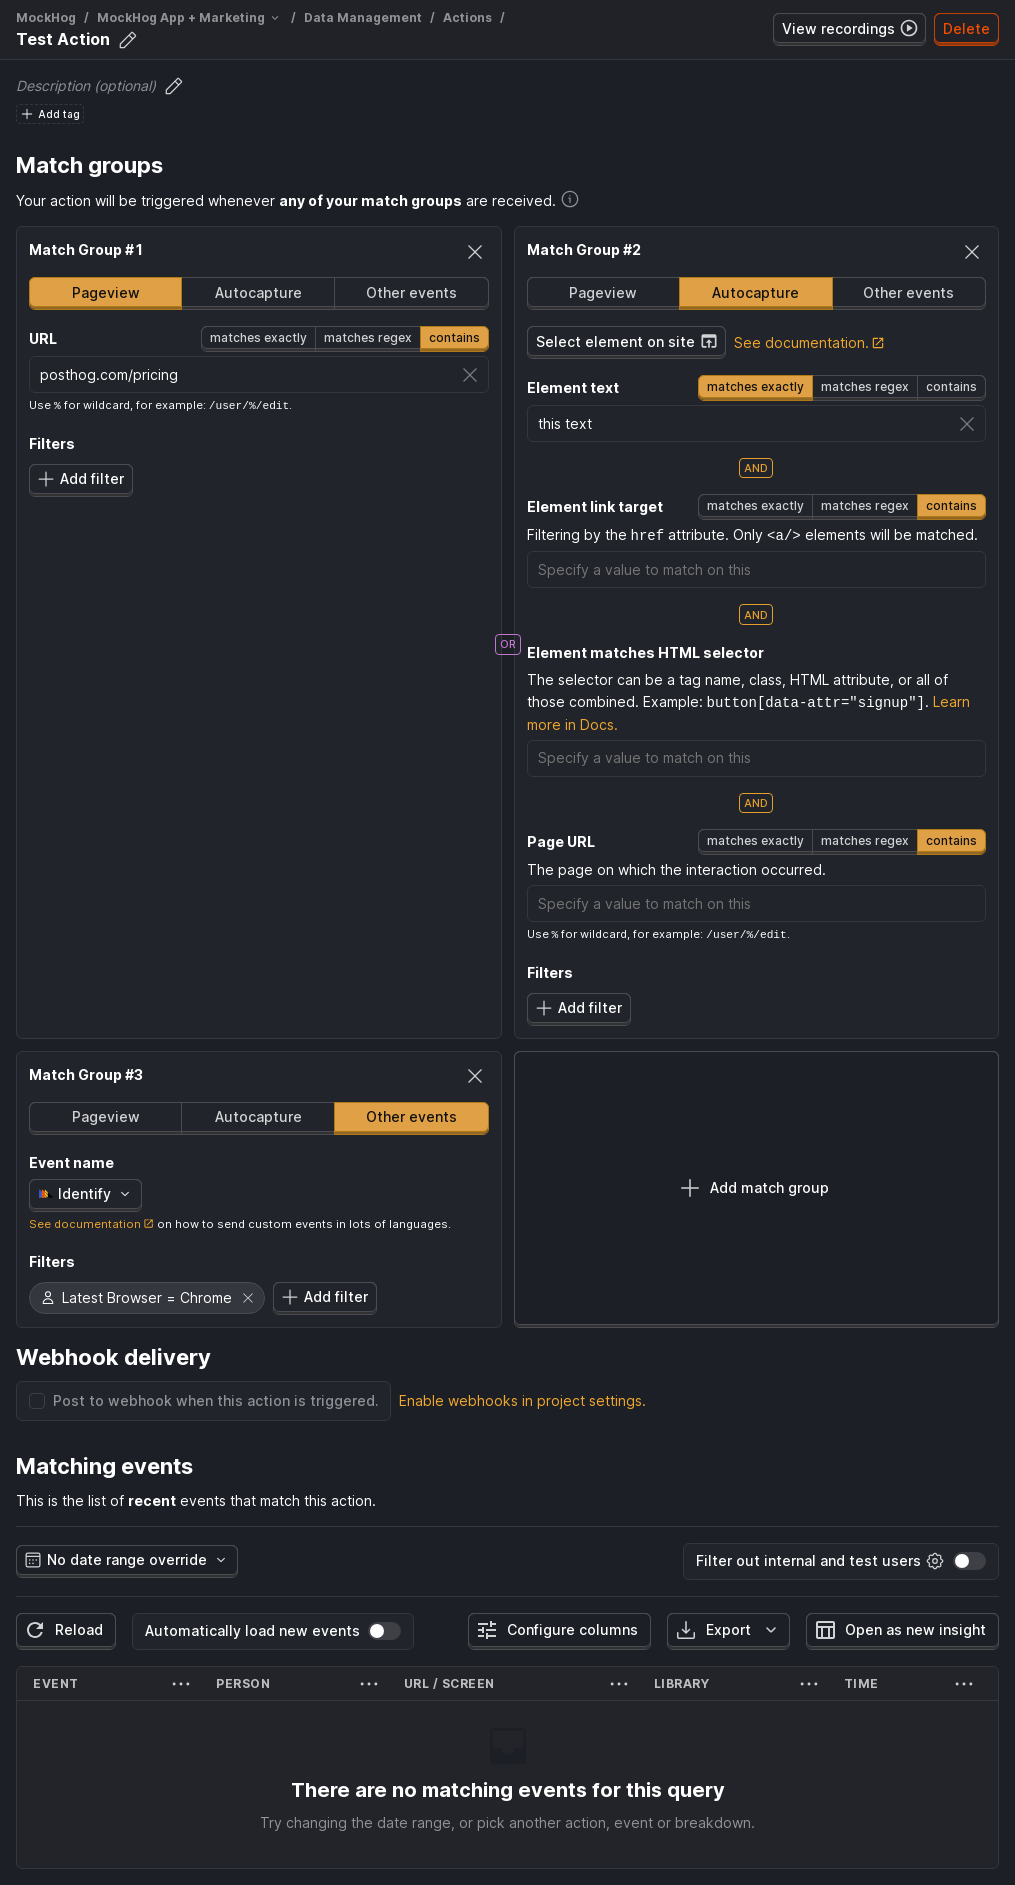 MockHog / MockHog App + Marketing / Data Management / Actions /
Test Action
View recordings
Delete
Description (optional)
Add tag
Match groups
Your action will be triggered whenever any of your match groups are received.
Match Group #1
Pageview Autocapture Other events
URL matches exactly matches regex contains
posthog.com/pricing
Use % for wildcard, for example: /user/%/edit.
Filters
Add filter
OR
Match Group #2
Pageview Autocapture Other events
Select element on site See documentation.
Element text matches exactly matches regex contains
this text
AND
Element link target matches exactly matches regex contains
Filtering by the href attribute. Only <a/> elements will be matched.
Specify a value to match on this
AND
Element matches HTML selector
The selector can be a tag name, class, HTML attribute, or all of
those combined. Example: button[data-attr="signup"]. Learn
more in Docs.
Specify a value to match on this
AND
Page URL matches exactly matches regex contains
The page on which the interaction occurred.
Specify a value to match on this
Use % for wildcard, for example: /user/%/edit.
Filters
Add filter
Match Group #3
Pageview Autocapture Other events
Event name
Identify
See documentation on how to send custom events in lots of languages.
Filters
Latest Browser = Chrome Add filter
Add match group
Webhook delivery
Post to webhook when this action is triggered. Enable webhooks in project settings.
Matching events
This is the list of recent events that match this action.
No date range override Filter out internal and test users
Reload Automatically load new events Configure columns Export Open as new insight
EVENT PERSON URL / SCREEN LIBRARY TIME
There are no matching events for this query
Try changing the date range, or pick another action, event or breakdown.